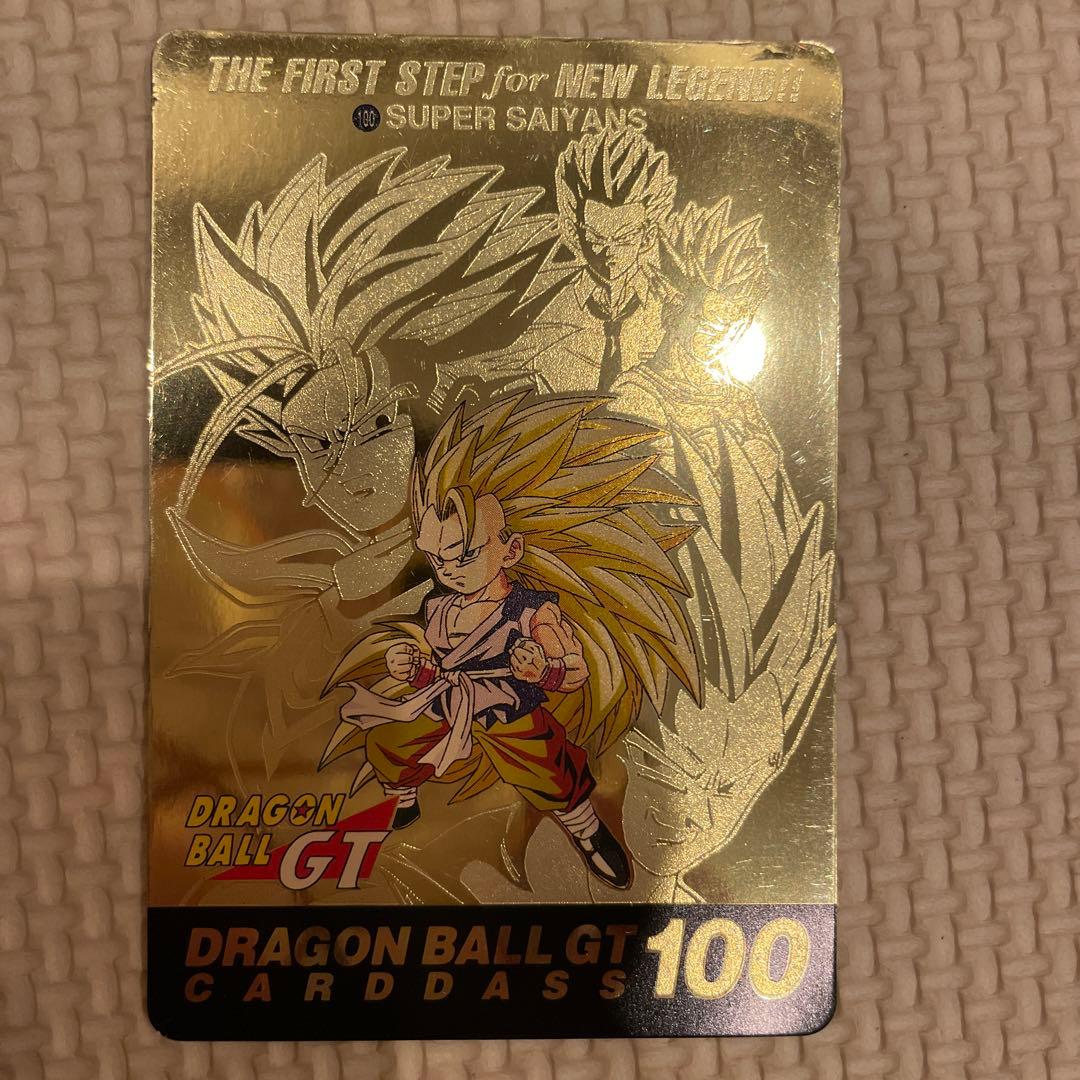 THE FIRST STEP for NEW LEGEND!!
100 SUPER SAIYANS
DRAGON
BALL GT
DRAGON BALL GT 100
CARDDASS